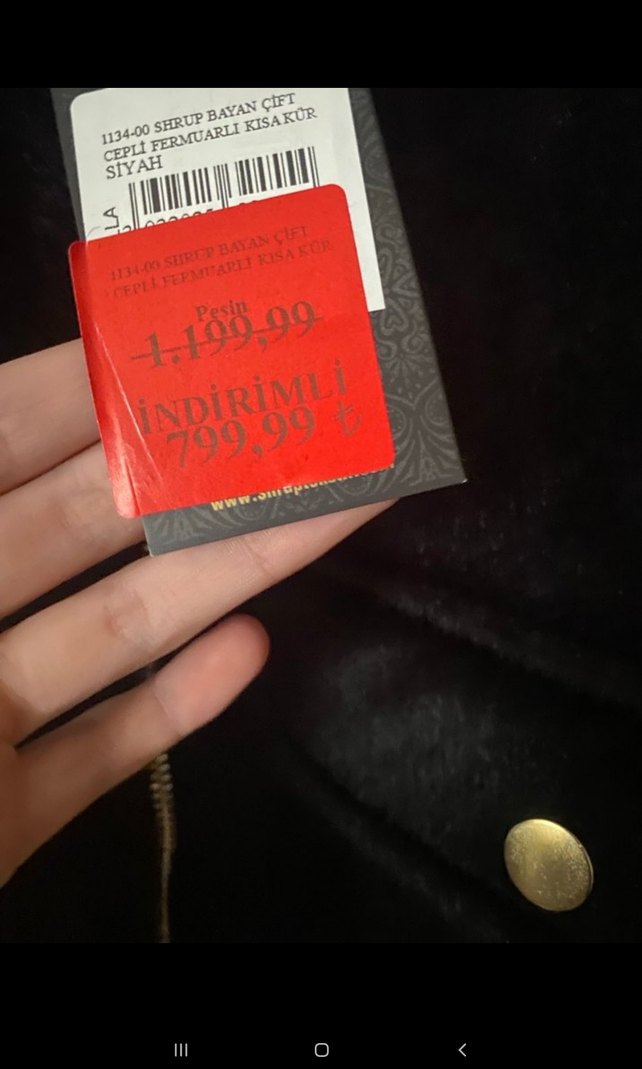 1134-00 SHRUP BAYAN ÇİFT
CEPLİ FERMUARLI KISA KÜR
SİYAH
LA
1134-00 SHRUP BAYAN ÇİFT
CEPLİ FERMUARLI KISA KÜR
Peşin
1.199,99
İNDİRİMLİ
799,99 ₺